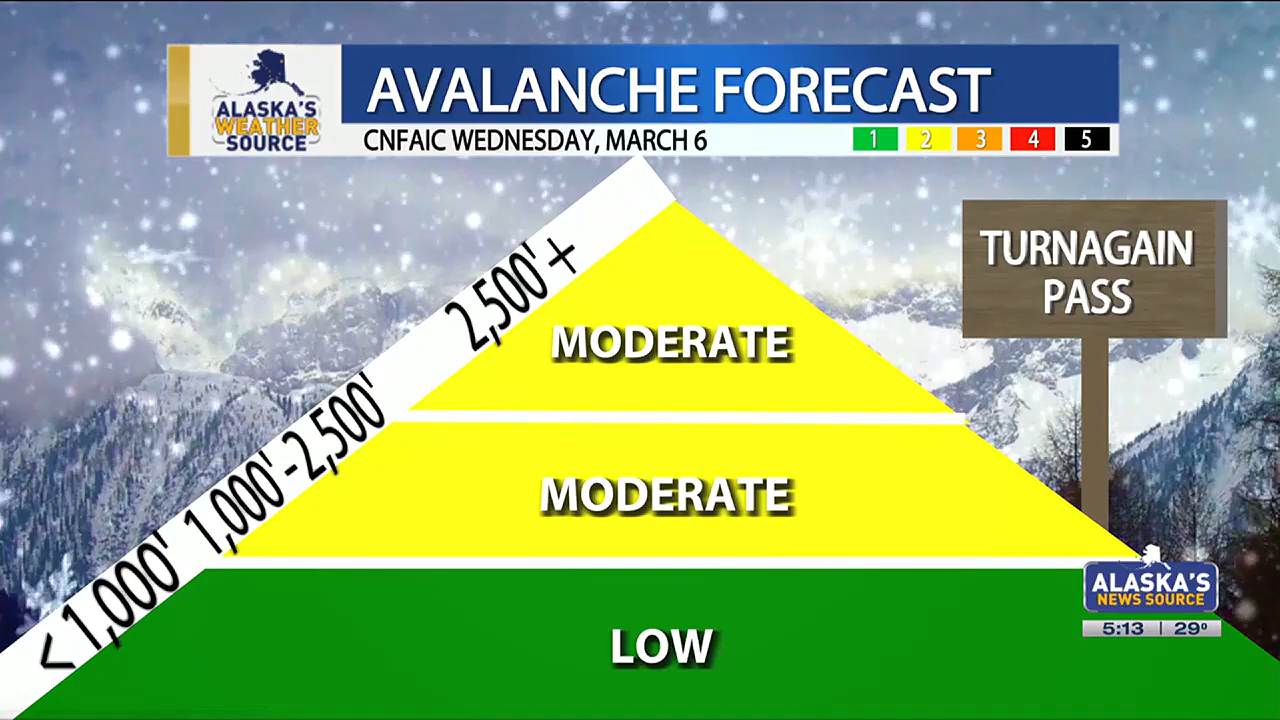 ALASKA'S
WEATHER
SOURCE
AVALANCHE FORECAST
CNFAIC WEDNESDAY, MARCH 6
1 2 3 4 5
TURNAGAIN
PASS
2,500'+
MODERATE
1,000'-2,500'
MODERATE
<1,000'
LOW
ALASKA'S
NEWS SOURCE
5:13 | 29°